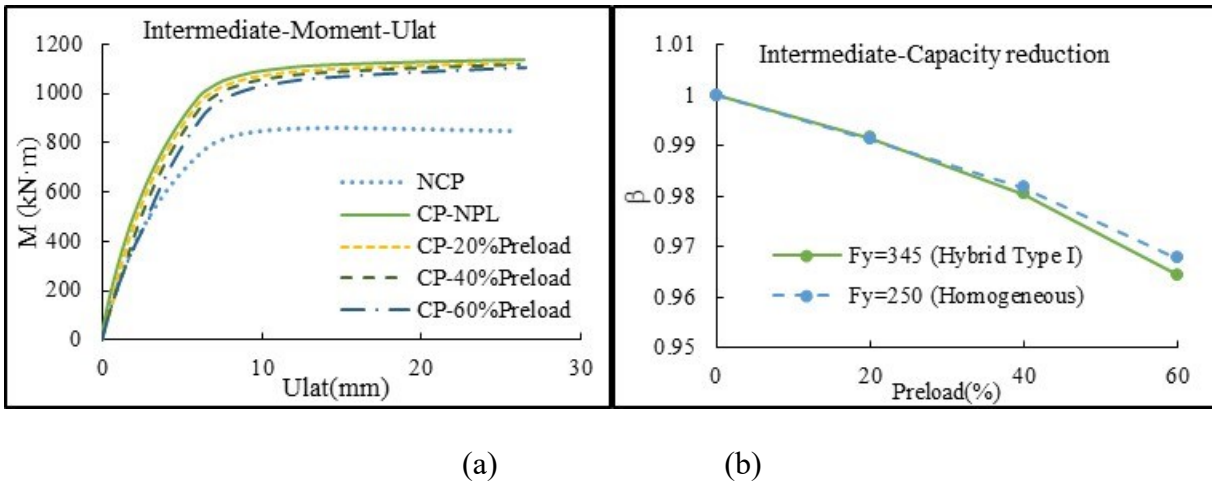 Intermediate-Moment-Ulat
1200
1000
800
600
400
200
0
M (kN·m)
NCP
CP-NPL
CP-20%Preload
CP-40%Preload
CP-60%Preload
0 10 20 30
Ulat(mm)
Intermediate-Capacity reduction
1.01
1
0.99
0.98
0.97
0.96
0.95
β
Fy=345 (Hybrid Type I)
Fy=250 (Homogeneous)
0 20 40 60
Preload(%)
(a) (b)